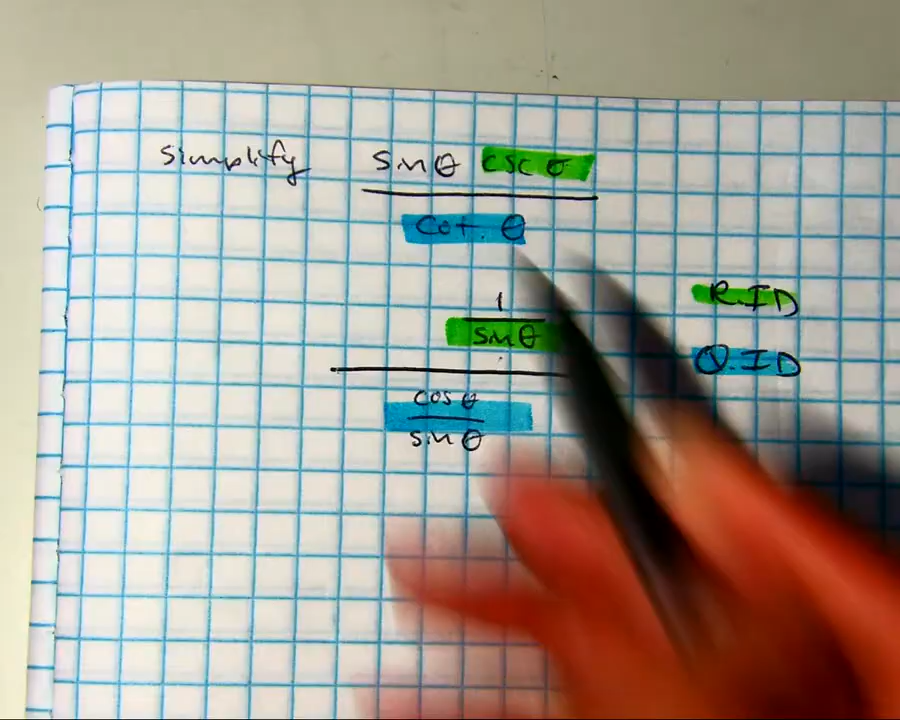 Simplify sin θ csc θ
cot θ
1
R.ID
sin θ
Q.ID
cos θ
sin θ